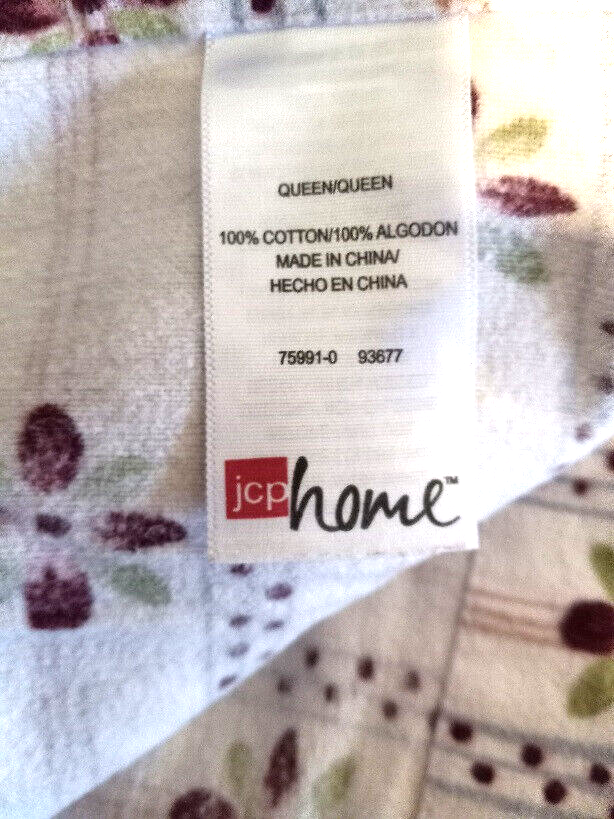 QUEEN/QUEEN
100% COTTON/100% ALGODON
MADE IN CHINA/
HECHO EN CHINA
75991-0 93677
jcp home™